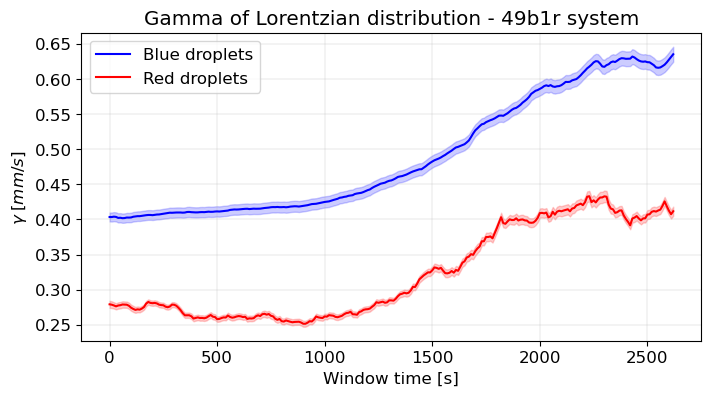 Gamma of Lorentzian distribution - 49b1r system
Blue droplets
Red droplets
γ [mm/s]
0.65
0.60
0.55
0.50
0.45
0.40
0.35
0.30
0.25
0 500 1000 1500 2000 2500
Window time [s]